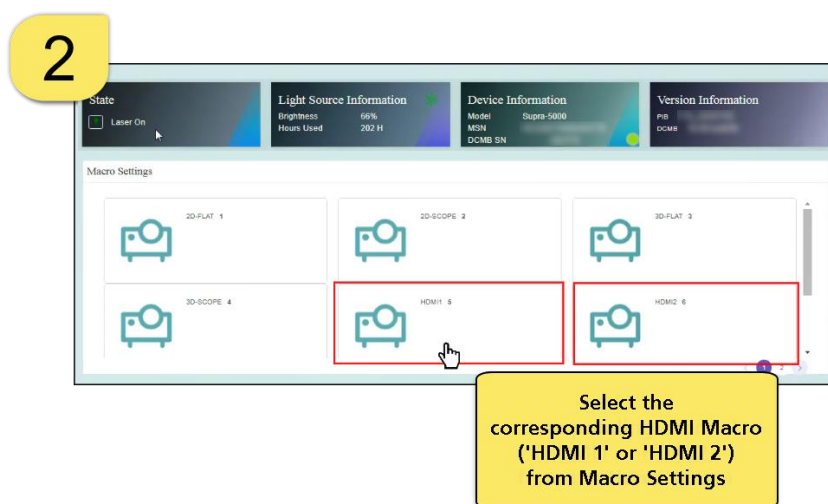 2
State
Laser On
Light Source Information
Brightness 66%
Hours Used 202 H
Device Information
Model Supra-5000
MSN
DCMB SN
Version Information
PIB
DCMB
Macro Settings
2D-FLAT 1
2D-SCOPE 2
3D-FLAT 3
3D-SCOPE 4
HDMI1 5
HDMI2 6
1 2
Select the
corresponding HDMI Macro
('HDMI 1' or 'HDMI 2')
from Macro Settings